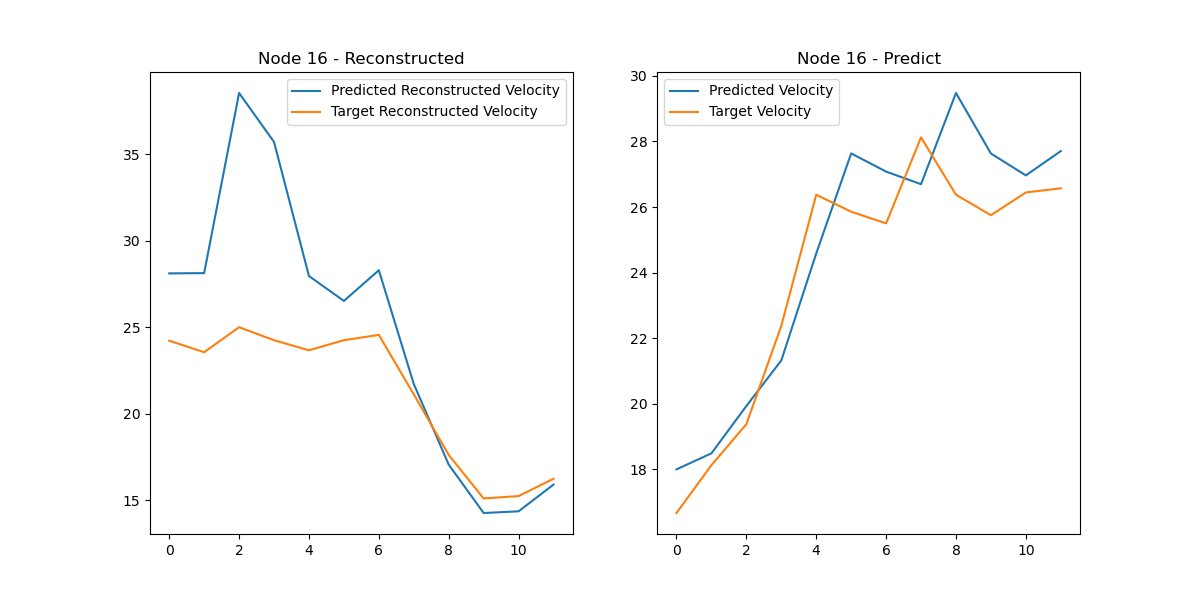 Node 16 - Reconstructed
Predicted Reconstructed Velocity
Target Reconstructed Velocity
35
30
25
20
15
0 2 4 6 8 10
Node 16 - Predict
Predicted Velocity
Target Velocity
30
28
26
24
22
20
18
0 2 4 6 8 10